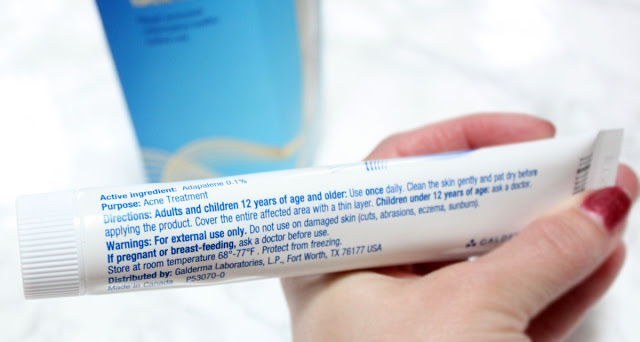 Active Ingredient: Adapalene 0.1%
Purpose: Acne Treatment
Directions: Adults and children 12 years of age and older: Use once daily. Clean the skin gently and pat dry before
applying the product. Cover the entire affected area with a thin layer. Children under 12 years of age: ask a doctor.
Warnings: For external use only. Do not use on damaged skin (cuts, abrasions, eczema, sunburn).
If pregnant or breast-feeding, ask a doctor before use.
Store at room temperature 68°-77°F. Protect from freezing.
Distributed by: Galderma Laboratories, L.P., Fort Worth, TX 76177 USA
Made in Canada P53070-0